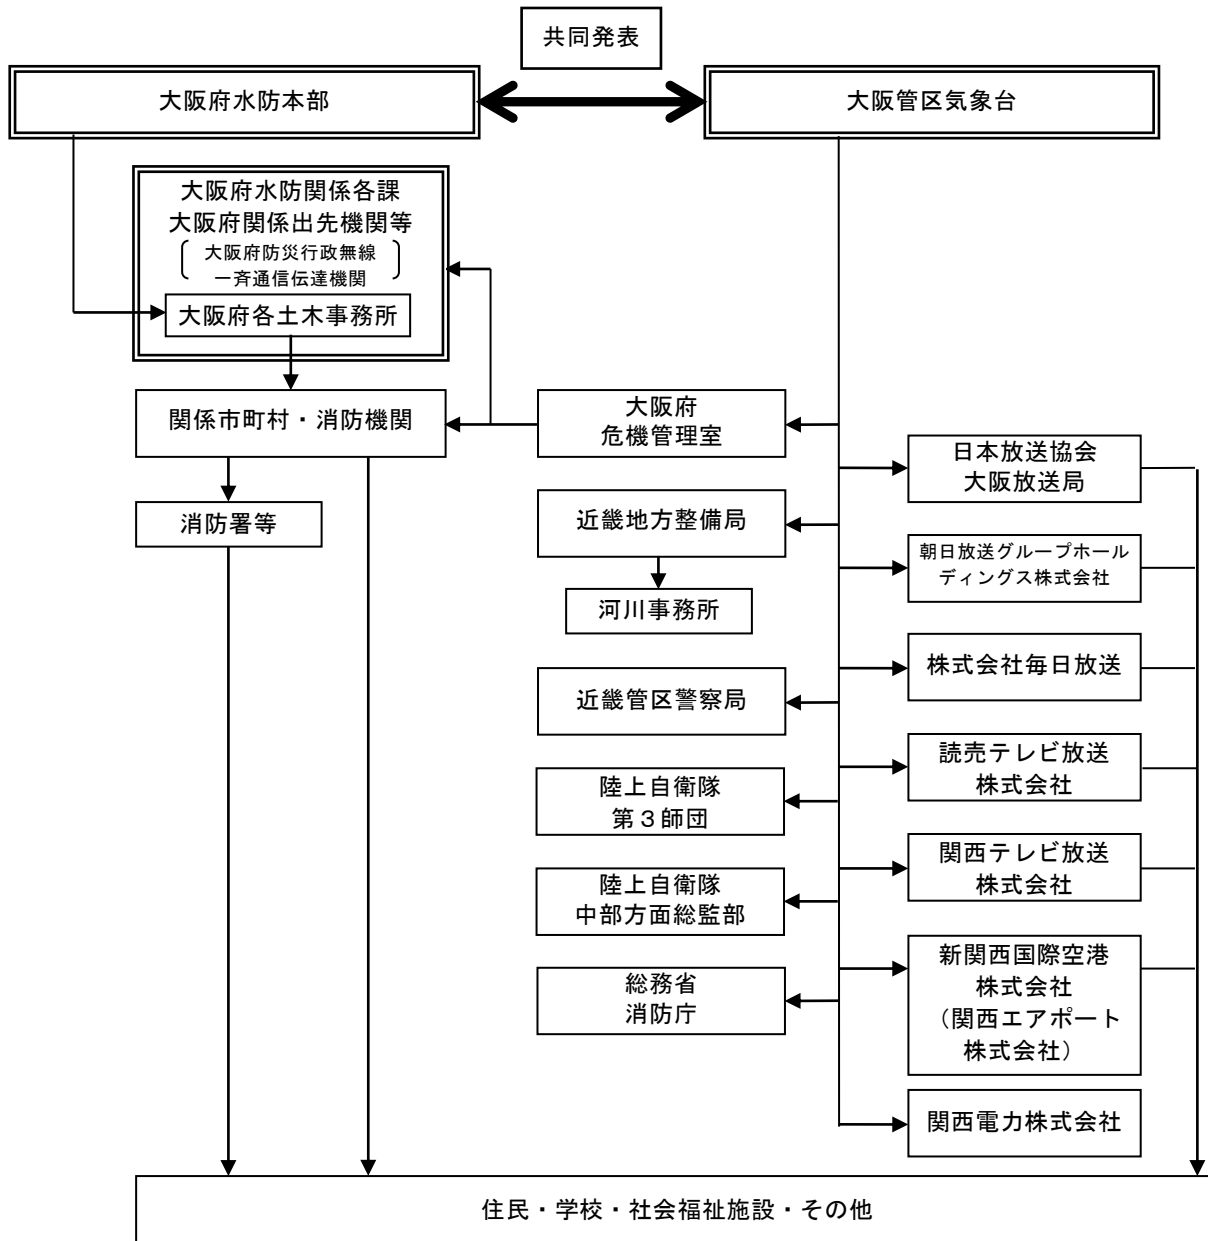 共同発表
大阪府水防本部
大阪管区気象台
大阪府水防関係各課
大阪府関係出先機関等
大阪府防災行政無線
一斉通信伝達機関
大阪府各土木事務所
関係市町村・消防機関
消防署等
大阪府
危機管理室
近畿地方整備局
河川事務所
近畿管区警察局
陸上自衛隊
第3師団
陸上自衛隊
中部方面総監部
総務省
消防庁
日本放送協会
大阪放送局
朝日放送グループホール
ディングス株式会社
株式会社毎日放送
読売テレビ放送
株式会社
関西テレビ放送
株式会社
新関西国際空港
株式会社
（関西エアポート
株式会社）
関西電力株式会社
住民・学校・社会福祉施設・その他